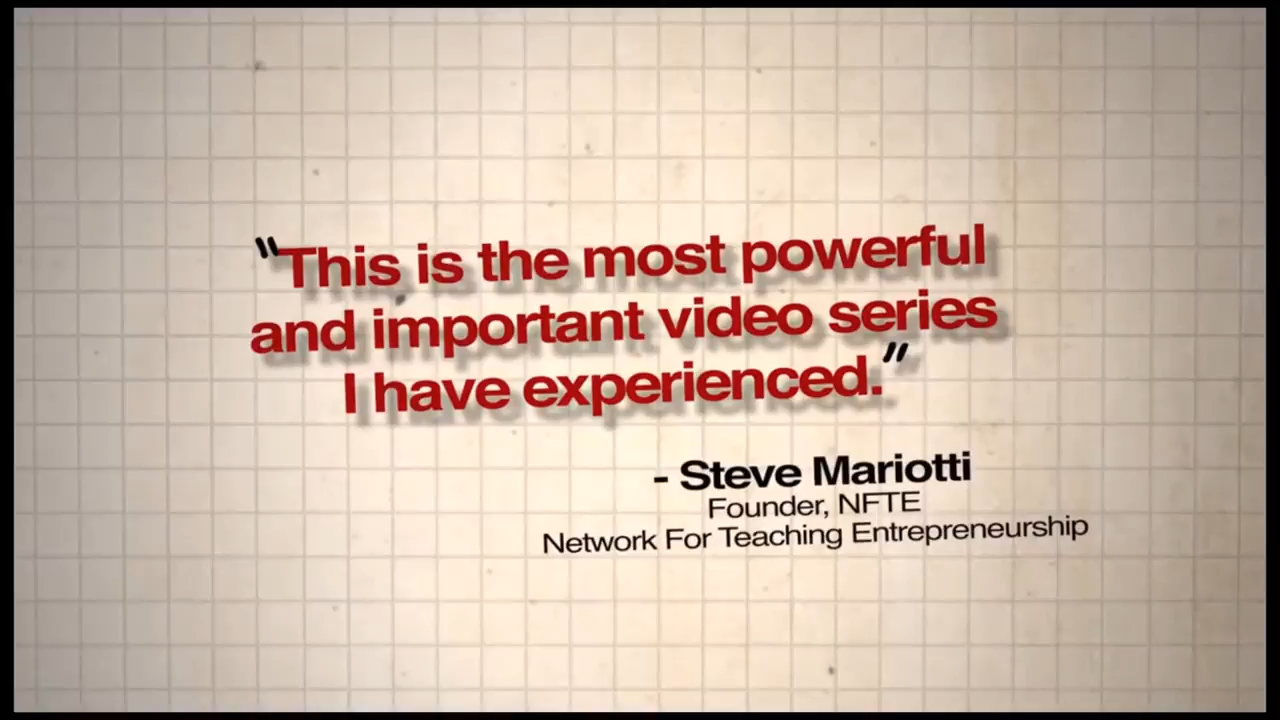 "This is the most powerful
and important video series
I have experienced."
- Steve Mariotti
Founder, NFTE
Network For Teaching Entrepreneurship